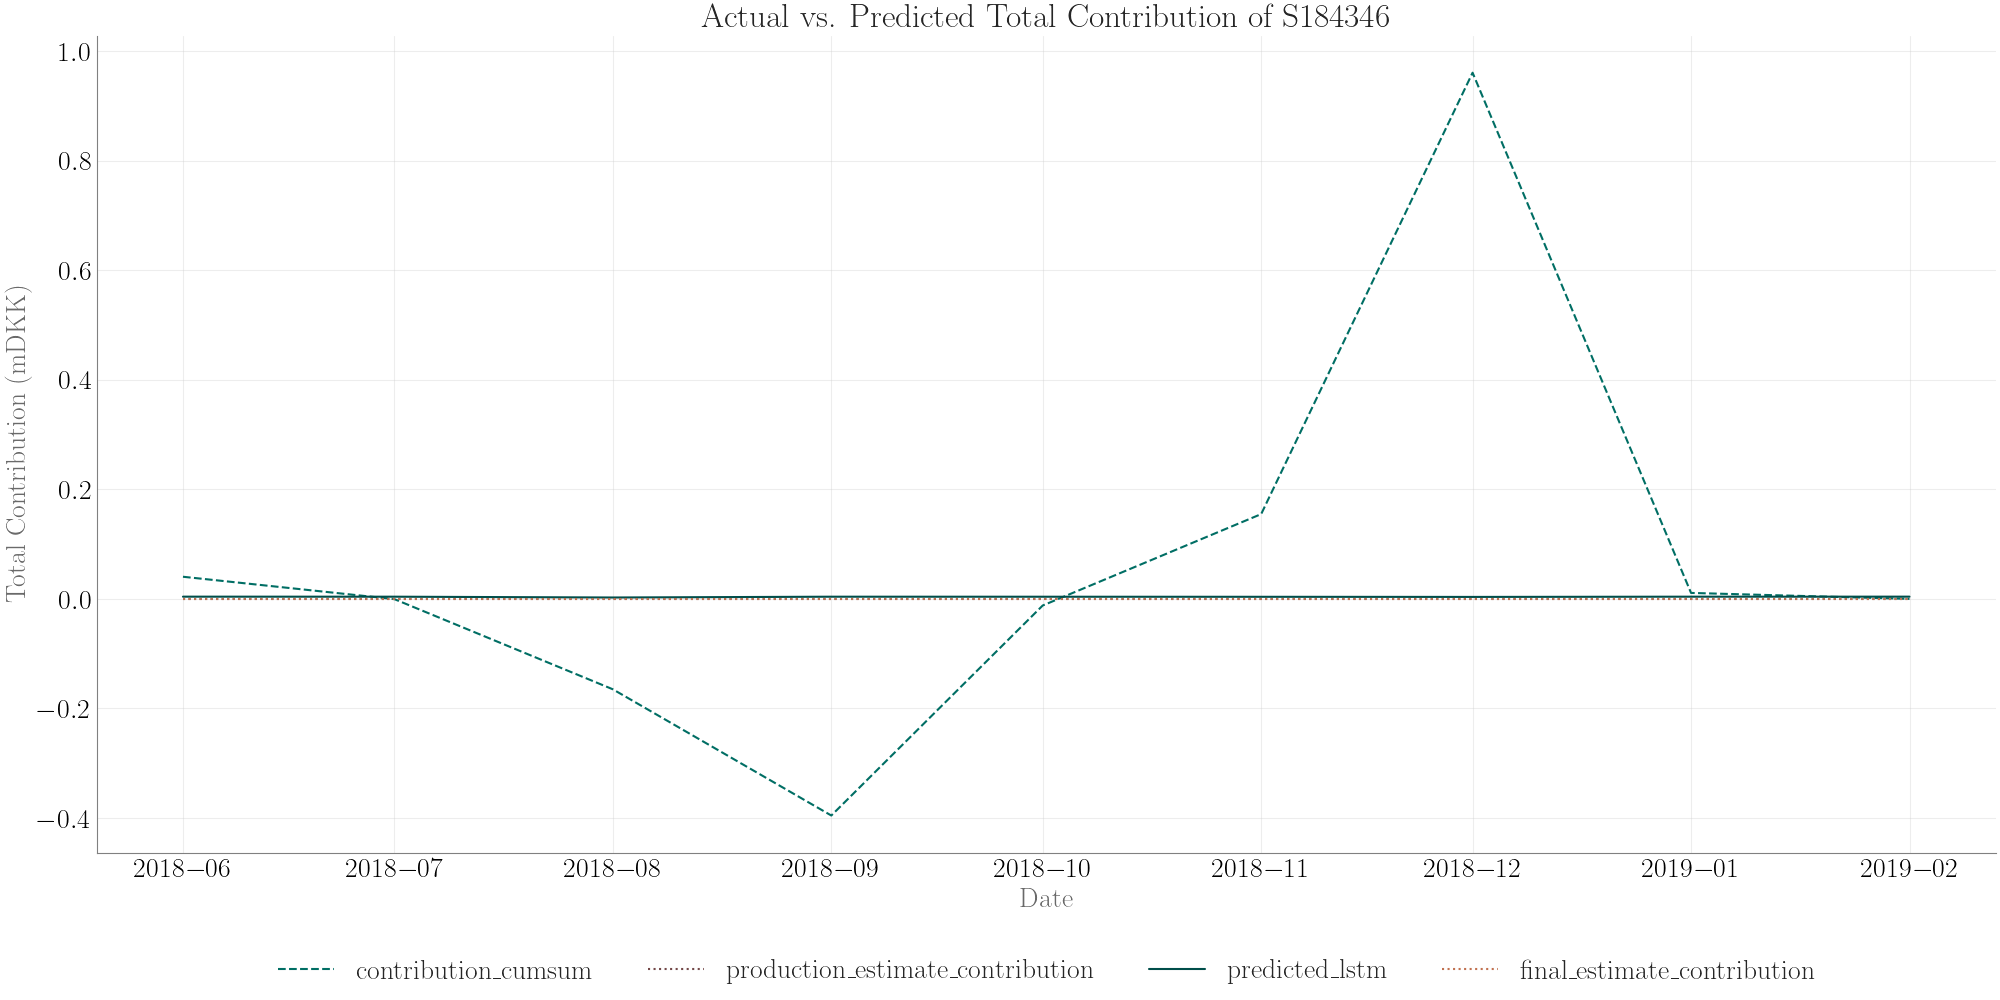 Actual vs. Predicted Total Contribution of S184346
1.0
0.8
0.6
0.4
0.2
0.0
−0.2
−0.4
Total Contribution (mDKK)
2018−06 2018−07 2018−08 2018−09 2018−10 2018−11 2018−12 2019−01 2019−02
Date
contribution_cumsum production_estimate_contribution predicted_lstm final_estimate_contribution